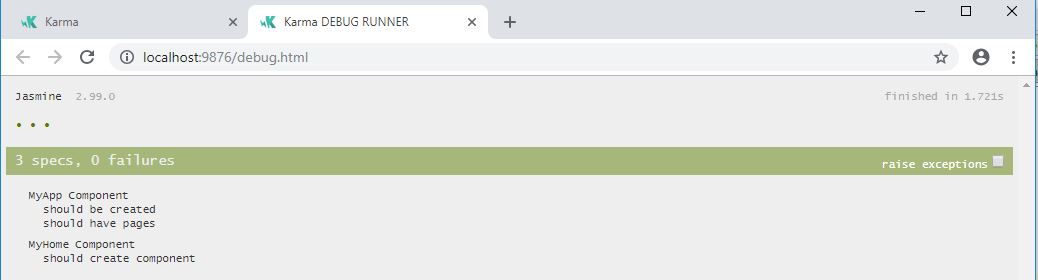 Karma
Karma DEBUG RUNNER
localhost:9876/debug.html
Jasmine 2.99.0
finished in 1.721s
3 specs, 0 failures
raise exceptions
MyApp Component
should be created
should have pages
MyHome Component
should create component